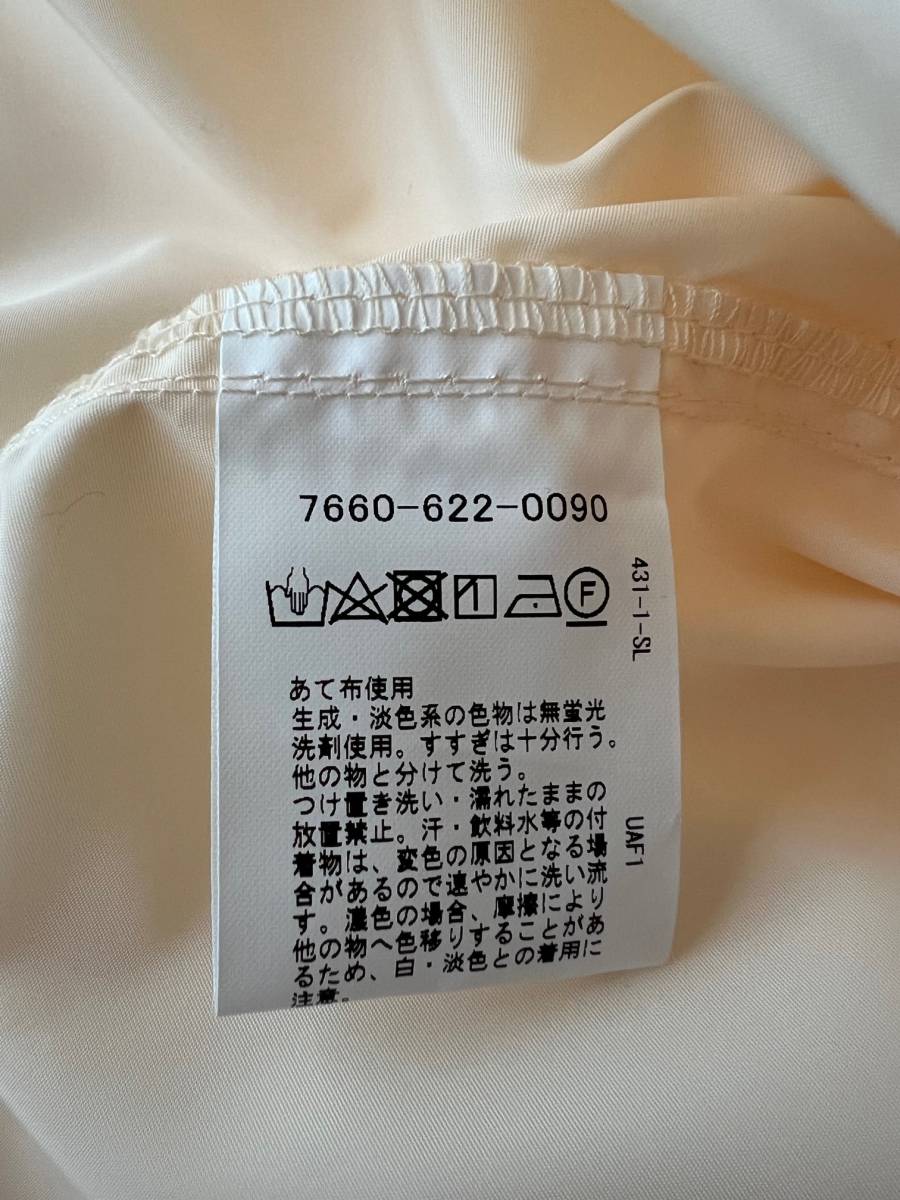 7660-622-0090
F
431-1-SL
あて布使用
生成・淡色系の色物は無蛍光
洗剤使用。すすぎは十分行う。
他の物と分けて洗う。
つけ置き洗い・濡れたままの
放置禁止。汗・飲料水等の付
着物は、変色の原因となる場
合があるので速やかに洗い流
す。濃色の場合、摩擦により
他の物へ色移りすることがあ
るため、白・淡色との着用に
注意。
UAF1